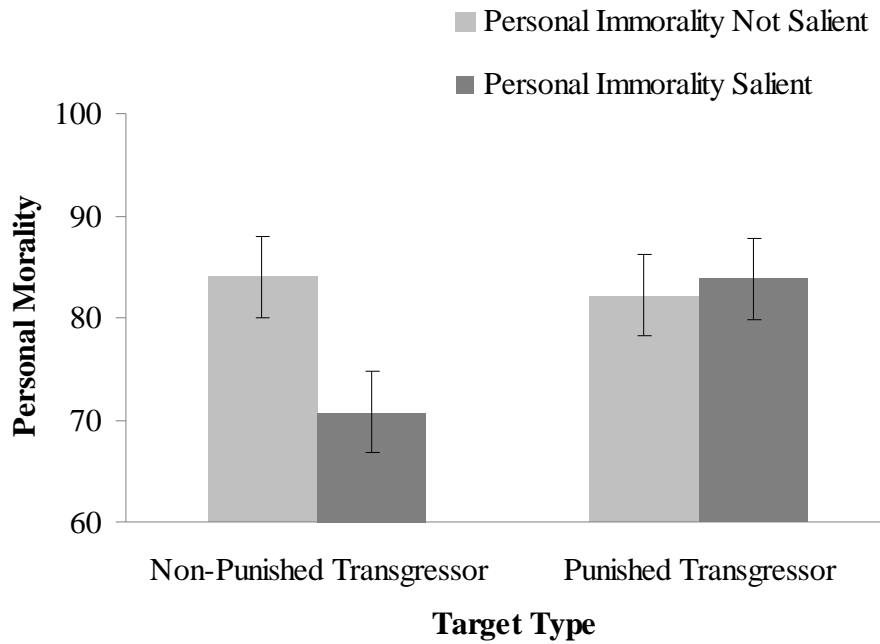 Personal Immorality Not Salient
Personal Immorality Salient
100
90
80
70
60
Personal Morality
Non-Punished Transgressor
Punished Transgressor
Target Type